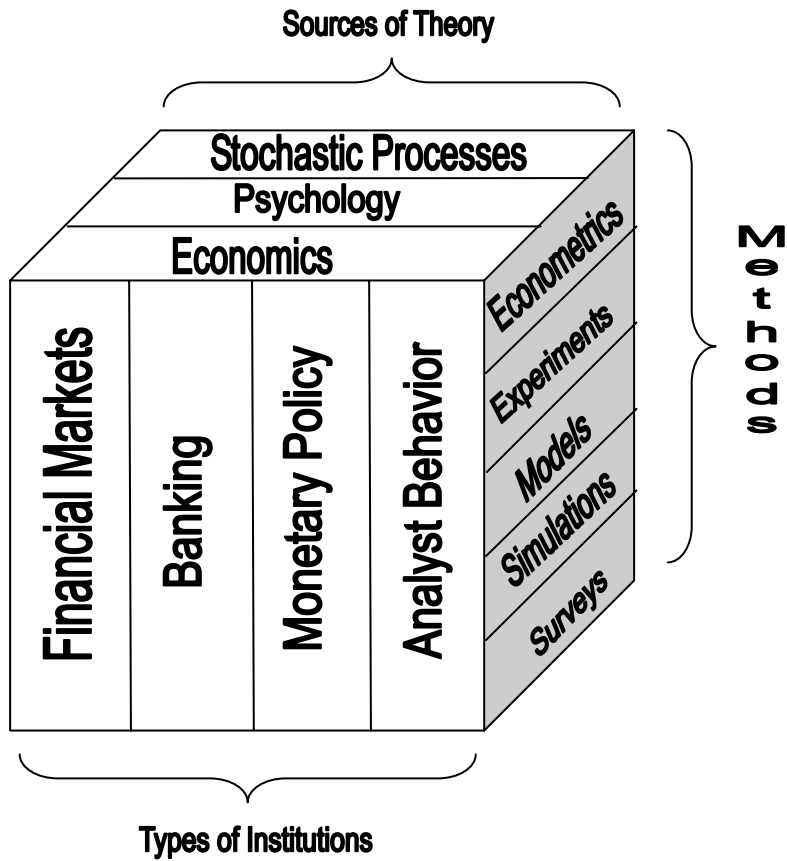 Sources of Theory
Stochastic Processes
Psychology
Economics
Financial Markets
Banking
Monetary Policy
Analyst Behavior
Econometrics
Experiments
Models
Simulations
Surveys
Methods
Types of Institutions